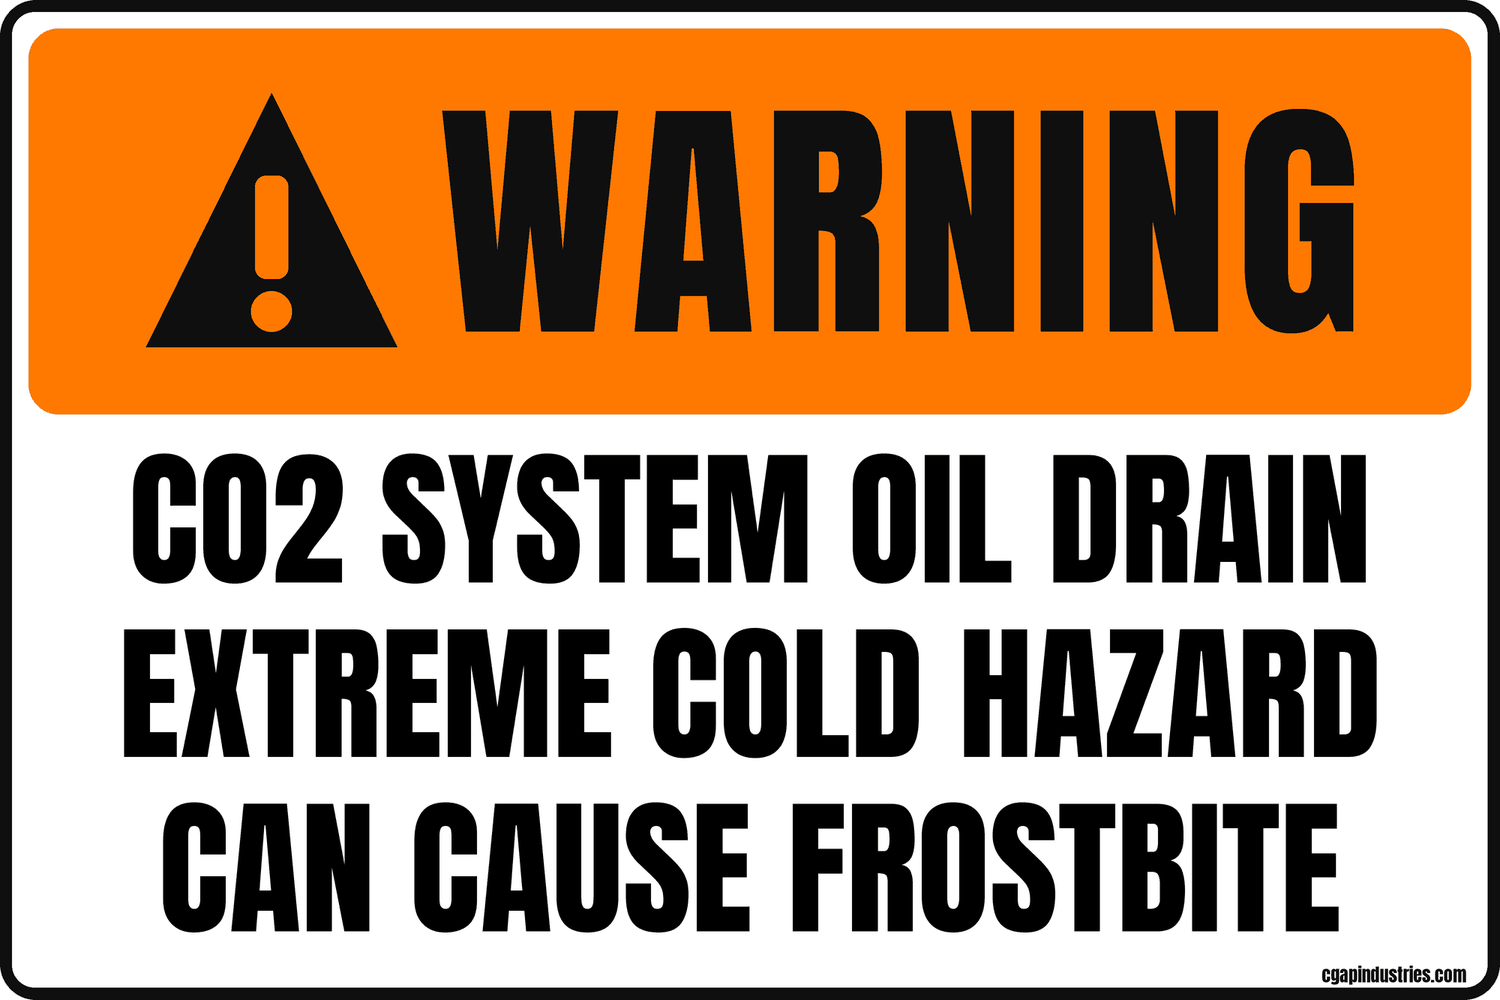 WARNING
CO2 SYSTEM OIL DRAIN
EXTREME COLD HAZARD
CAN CAUSE FROSTBITE
cgapindustries.com